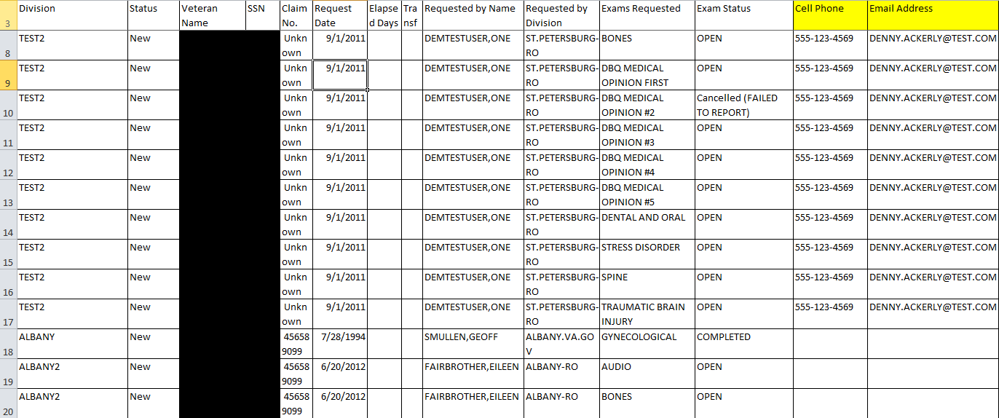 3 Division Status Veteran Name SSN Claim No. Request Date Elapsed Days Transf Requested by Name Requested by Division Exams Requested Exam Status Cell Phone Email Address
8 TEST2 New Unknown 9/1/2011 DEMTESTUSER,ONE ST.PETERSBURG-RO BONES OPEN 555-123-4569 DENNY.ACKERLY@TEST.COM
9 TEST2 New Unknown 9/1/2011 DEMTESTUSER,ONE ST.PETERSBURG-RO DBQ MEDICAL OPINION FIRST OPEN 555-123-4569 DENNY.ACKERLY@TEST.COM
10 TEST2 New Unknown 9/1/2011 DEMTESTUSER,ONE ST.PETERSBURG-RO DBQ MEDICAL OPINION #2 Cancelled (FAILED TO REPORT) 555-123-4569 DENNY.ACKERLY@TEST.COM
11 TEST2 New Unknown 9/1/2011 DEMTESTUSER,ONE ST.PETERSBURG-RO DBQ MEDICAL OPINION #3 OPEN 555-123-4569 DENNY.ACKERLY@TEST.COM
12 TEST2 New Unknown 9/1/2011 DEMTESTUSER,ONE ST.PETERSBURG-RO DBQ MEDICAL OPINION #4 OPEN 555-123-4569 DENNY.ACKERLY@TEST.COM
13 TEST2 New Unknown 9/1/2011 DEMTESTUSER,ONE ST.PETERSBURG-RO DBQ MEDICAL OPINION #5 OPEN 555-123-4569 DENNY.ACKERLY@TEST.COM
14 TEST2 New Unknown 9/1/2011 DEMTESTUSER,ONE ST.PETERSBURG-RO DENTAL AND ORAL OPEN 555-123-4569 DENNY.ACKERLY@TEST.COM
15 TEST2 New Unknown 9/1/2011 DEMTESTUSER,ONE ST.PETERSBURG-RO STRESS DISORDER OPEN 555-123-4569 DENNY.ACKERLY@TEST.COM
16 TEST2 New Unknown 9/1/2011 DEMTESTUSER,ONE ST.PETERSBURG-RO SPINE OPEN 555-123-4569 DENNY.ACKERLY@TEST.COM
17 TEST2 New Unknown 9/1/2011 DEMTESTUSER,ONE ST.PETERSBURG-RO TRAUMATIC BRAIN INJURY OPEN 555-123-4569 DENNY.ACKERLY@TEST.COM
18 ALBANY New 456589099 7/28/1994 SMULLEN,GEOFF ALBANY.VA.GOV GYNECOLOGICAL COMPLETED
19 ALBANY2 New 456589099 6/20/2012 FAIRBROTHER,EILEEN ALBANY-RO AUDIO OPEN
20 ALBANY2 New 456589099 6/20/2012 FAIRBROTHER,EILEEN ALBANY-RO BONES OPEN